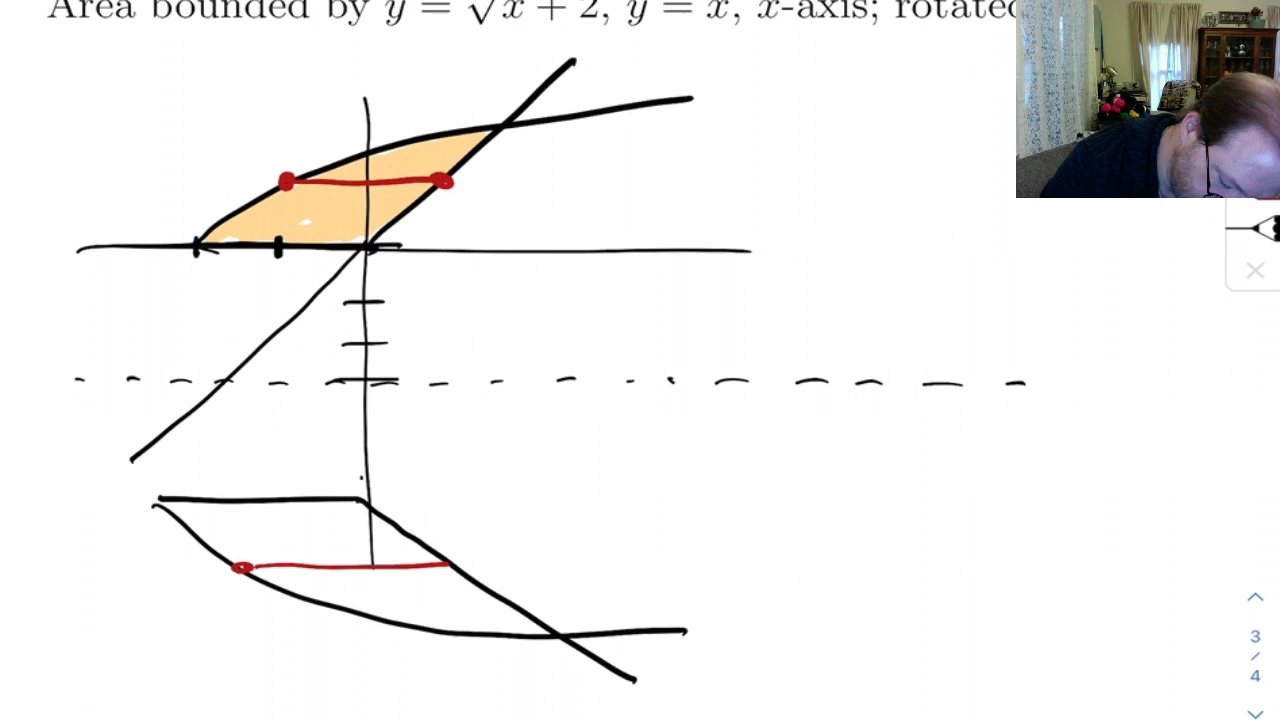 Area bounded by y = √x + 2, y = x, x-axis; rotated
3
/
4